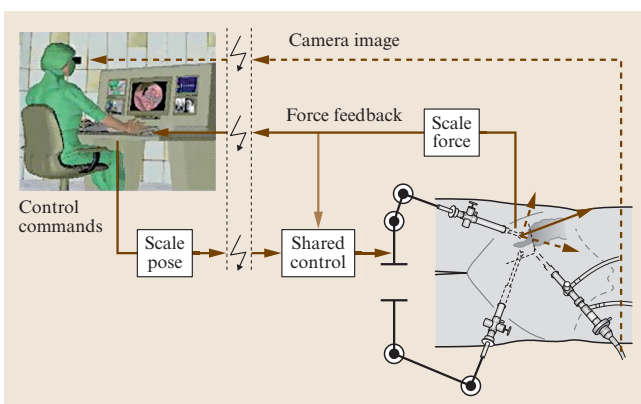 Camera image
Force feedback
Scale
force
Control
commands
Scale
pose
Shared
control